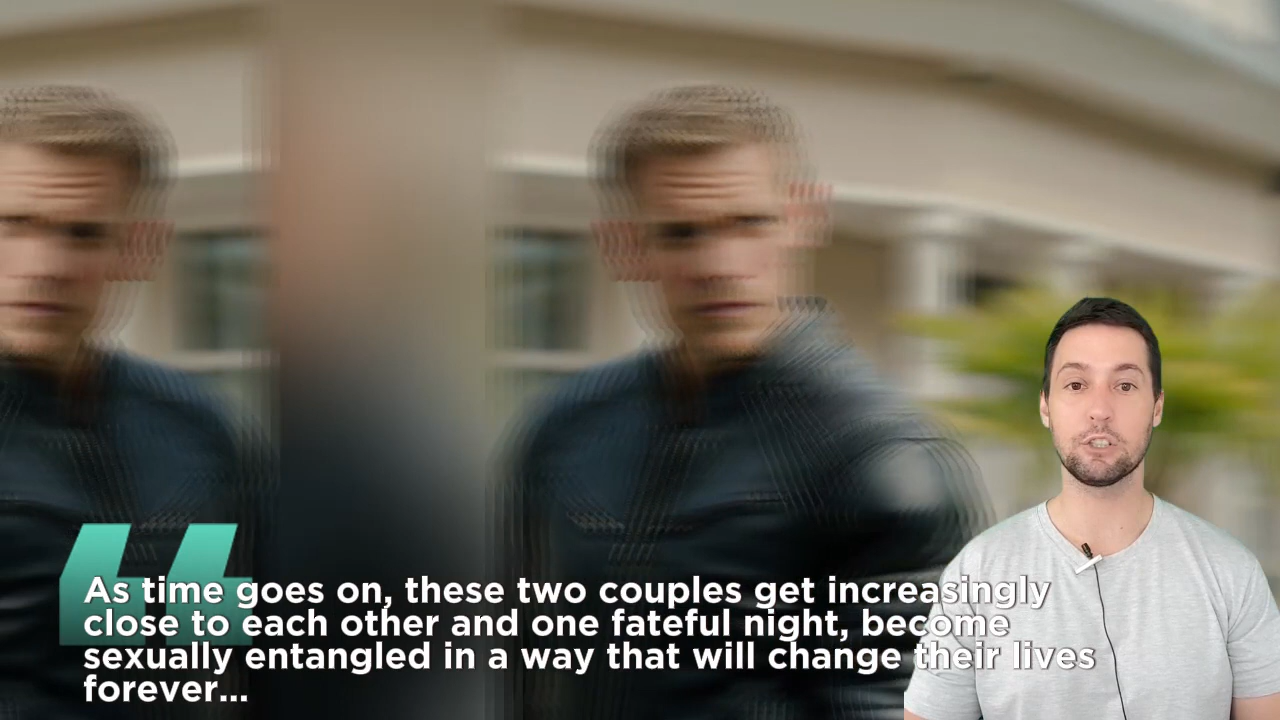 As time goes on, these two couples get increasingly
close to each other and one fateful night, become
sexually entangled in a way that will change their lives
forever...